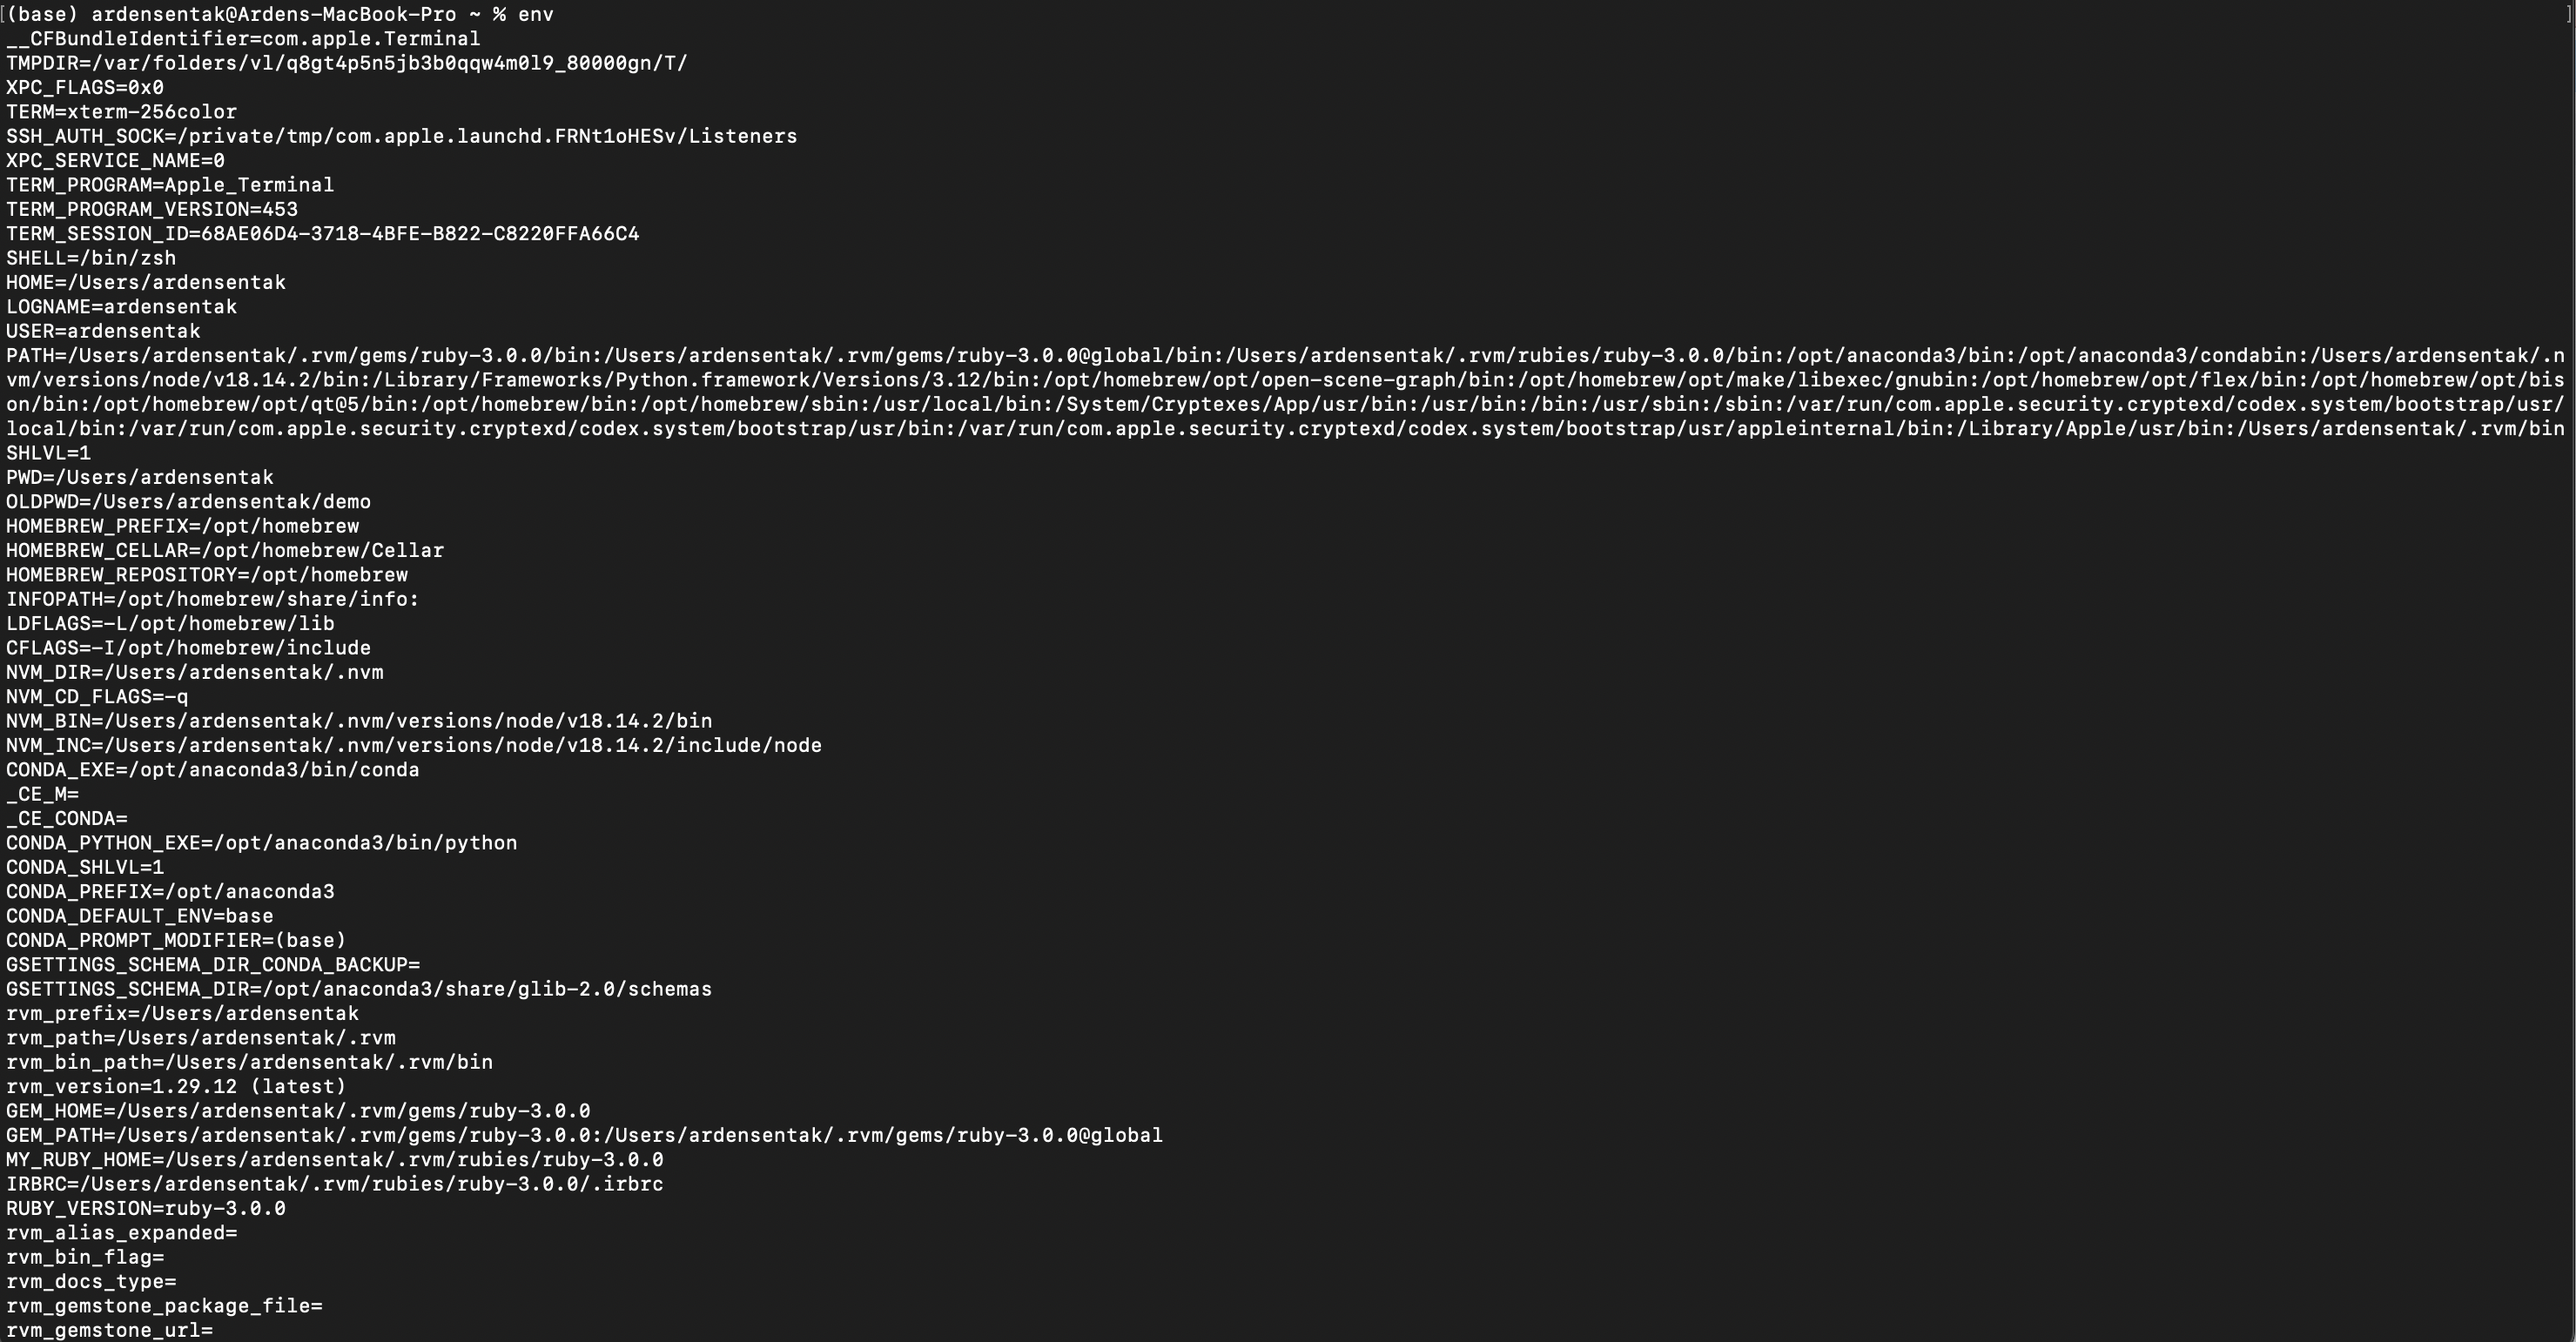 (base) ardensentak@Ardens-MacBook-Pro ~ % env
__CFBundleIdentifier=com.apple.Terminal
TMPDIR=/var/folders/vl/q8gt4p5n5jb3b0qqw4m0l9_80000gn/T/
XPC_FLAGS=0x0
TERM=xterm-256color
SSH_AUTH_SOCK=/private/tmp/com.apple.launchd.FRNt1oHESv/Listeners
XPC_SERVICE_NAME=0
TERM_PROGRAM=Apple_Terminal
TERM_PROGRAM_VERSION=453
TERM_SESSION_ID=68AE06D4-3718-4BFE-B822-C8220FFA66C4
SHELL=/bin/zsh
HOME=/Users/ardensentak
LOGNAME=ardensentak
USER=ardensentak
PATH=/Users/ardensentak/.rvm/gems/ruby-3.0.0/bin:/Users/ardensentak/.rvm/gems/ruby-3.0.0@global/bin:/Users/ardensentak/.rvm/rubies/ruby-3.0.0/bin:/opt/anaconda3/bin:/opt/anaconda3/condabin:/Users/ardensentak/.n
vm/versions/node/v18.14.2/bin:/Library/Frameworks/Python.framework/Versions/3.12/bin:/opt/homebrew/opt/open-scene-graph/bin:/opt/homebrew/opt/make/libexec/gnubin:/opt/homebrew/opt/flex/bin:/opt/homebrew/opt/bis
on/bin:/opt/homebrew/opt/qt@5/bin:/opt/homebrew/bin:/opt/homebrew/sbin:/usr/local/bin:/System/Cryptexes/App/usr/bin:/usr/bin:/bin:/usr/sbin:/sbin:/var/run/com.apple.security.cryptexd/codex.system/bootstrap/usr/
local/bin:/var/run/com.apple.security.cryptexd/codex.system/bootstrap/usr/bin:/var/run/com.apple.security.cryptexd/codex.system/bootstrap/usr/appleinternal/bin:/Library/Apple/usr/bin:/Users/ardensentak/.rvm/bin
SHLVL=1
PWD=/Users/ardensentak
OLDPWD=/Users/ardensentak/demo
HOMEBREW_PREFIX=/opt/homebrew
HOMEBREW_CELLAR=/opt/homebrew/Cellar
HOMEBREW_REPOSITORY=/opt/homebrew
INFOPATH=/opt/homebrew/share/info:
LDFLAGS=-L/opt/homebrew/lib
CFLAGS=-I/opt/homebrew/include
NVM_DIR=/Users/ardensentak/.nvm
NVM_CD_FLAGS=-q
NVM_BIN=/Users/ardensentak/.nvm/versions/node/v18.14.2/bin
NVM_INC=/Users/ardensentak/.nvm/versions/node/v18.14.2/include/node
CONDA_EXE=/opt/anaconda3/bin/conda
_CE_M=
_CE_CONDA=
CONDA_PYTHON_EXE=/opt/anaconda3/bin/python
CONDA_SHLVL=1
CONDA_PREFIX=/opt/anaconda3
CONDA_DEFAULT_ENV=base
CONDA_PROMPT_MODIFIER=(base)
GSETTINGS_SCHEMA_DIR_CONDA_BACKUP=
GSETTINGS_SCHEMA_DIR=/opt/anaconda3/share/glib-2.0/schemas
rvm_prefix=/Users/ardensentak
rvm_path=/Users/ardensentak/.rvm
rvm_bin_path=/Users/ardensentak/.rvm/bin
rvm_version=1.29.12 (latest)
GEM_HOME=/Users/ardensentak/.rvm/gems/ruby-3.0.0
GEM_PATH=/Users/ardensentak/.rvm/gems/ruby-3.0.0:/Users/ardensentak/.rvm/gems/ruby-3.0.0@global
MY_RUBY_HOME=/Users/ardensentak/.rvm/rubies/ruby-3.0.0
IRBRC=/Users/ardensentak/.rvm/rubies/ruby-3.0.0/.irbrc
RUBY_VERSION=ruby-3.0.0
rvm_alias_expanded=
rvm_bin_flag=
rvm_docs_type=
rvm_gemstone_package_file=
rvm_gemstone_url=